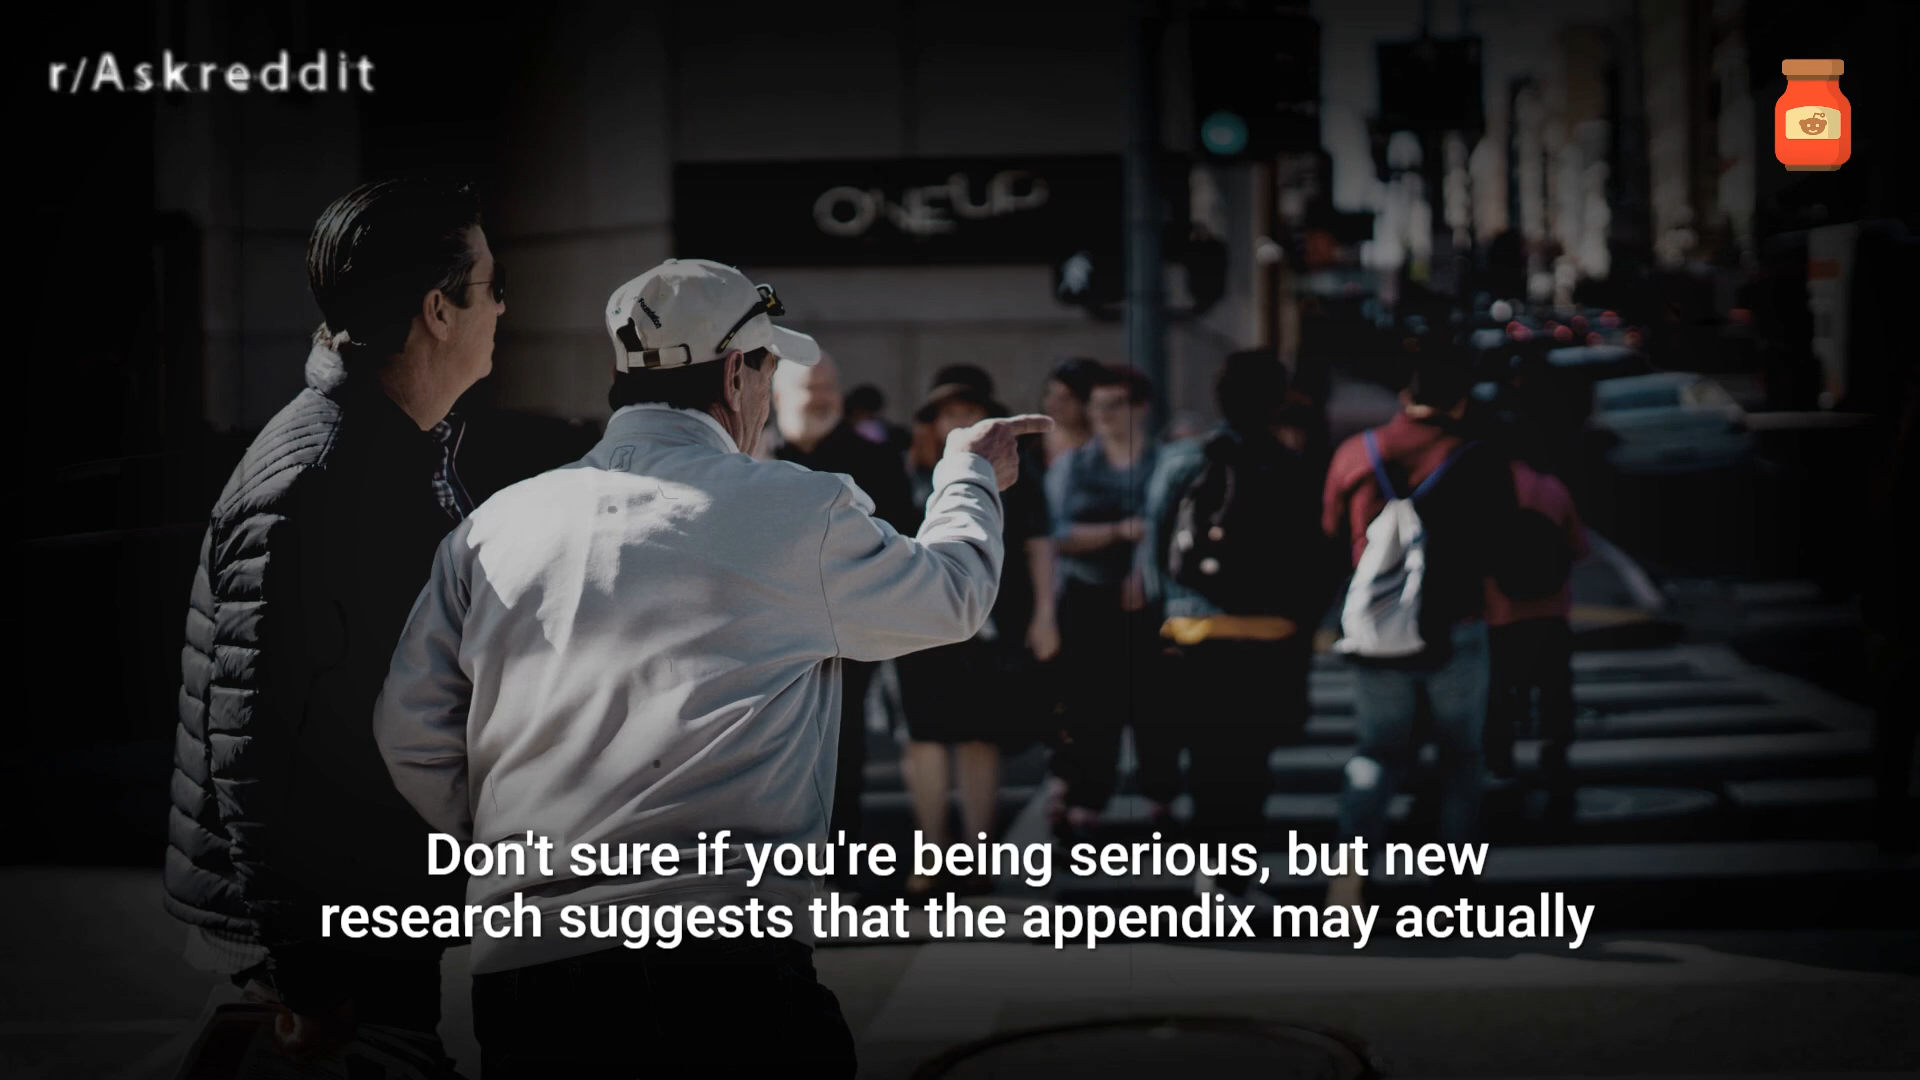 r/Askreddit
ONEUP
Don't sure if you're being serious, but new
research suggests that the appendix may actually